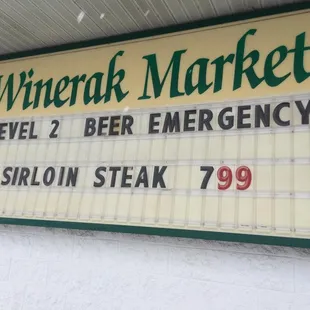 Winerak Market
EVEL 2 BEER EMERGENCY
SIRLOIN STEAK 799